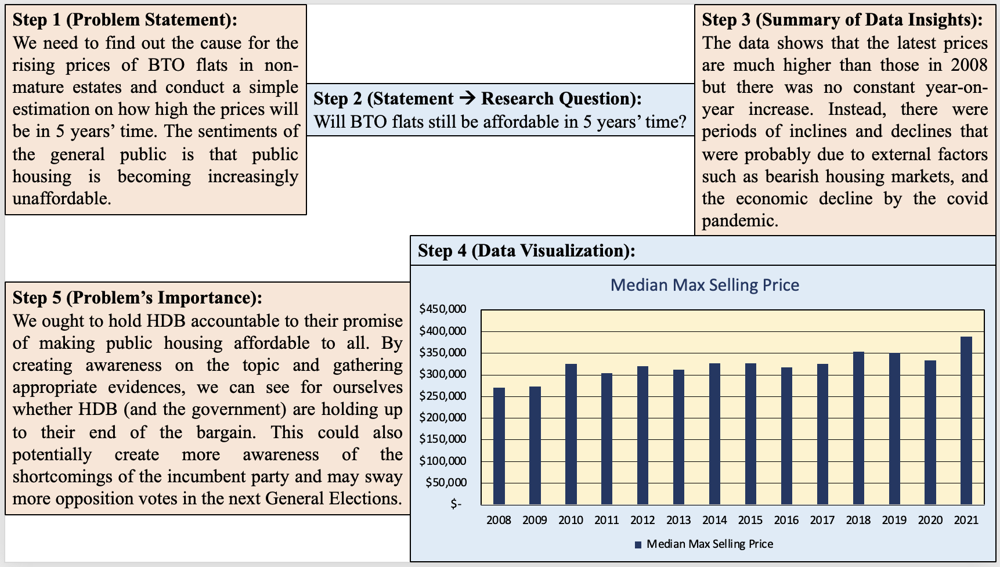 Step 1 (Problem Statement):
We need to find out the cause for the
rising prices of BTO flats in non-
mature estates and conduct a simple
estimation on how high the prices will
be in 5 years’ time. The sentiments of
the general public is that public
housing is becoming increasingly
unaffordable.
Step 2 (Statement → Research Question):
Will BTO flats still be affordable in 5 years’ time?
Step 3 (Summary of Data Insights):
The data shows that the latest prices
are much higher than those in 2008
but there was no constant year-on-
year increase. Instead, there were
periods of inclines and declines that
were probably due to external factors
such as bearish housing markets, and
the economic decline by the covid
pandemic.
Step 4 (Data Visualization):
Median Max Selling Price
$450,000
$400,000
$350,000
$300,000
$250,000
$200,000
$150,000
$100,000
$50,000
$-
2008 2009 2010 2011 2012 2013 2014 2015 2016 2017 2018 2019 2020 2021
Median Max Selling Price
Step 5 (Problem’s Importance):
We ought to hold HDB accountable to their promise
of making public housing affordable to all. By
creating awareness on the topic and gathering
appropriate evidences, we can see for ourselves
whether HDB (and the government) are holding up
to their end of the bargain. This could also
potentially create more awareness of the
shortcomings of the incumbent party and may sway
more opposition votes in the next General Elections.